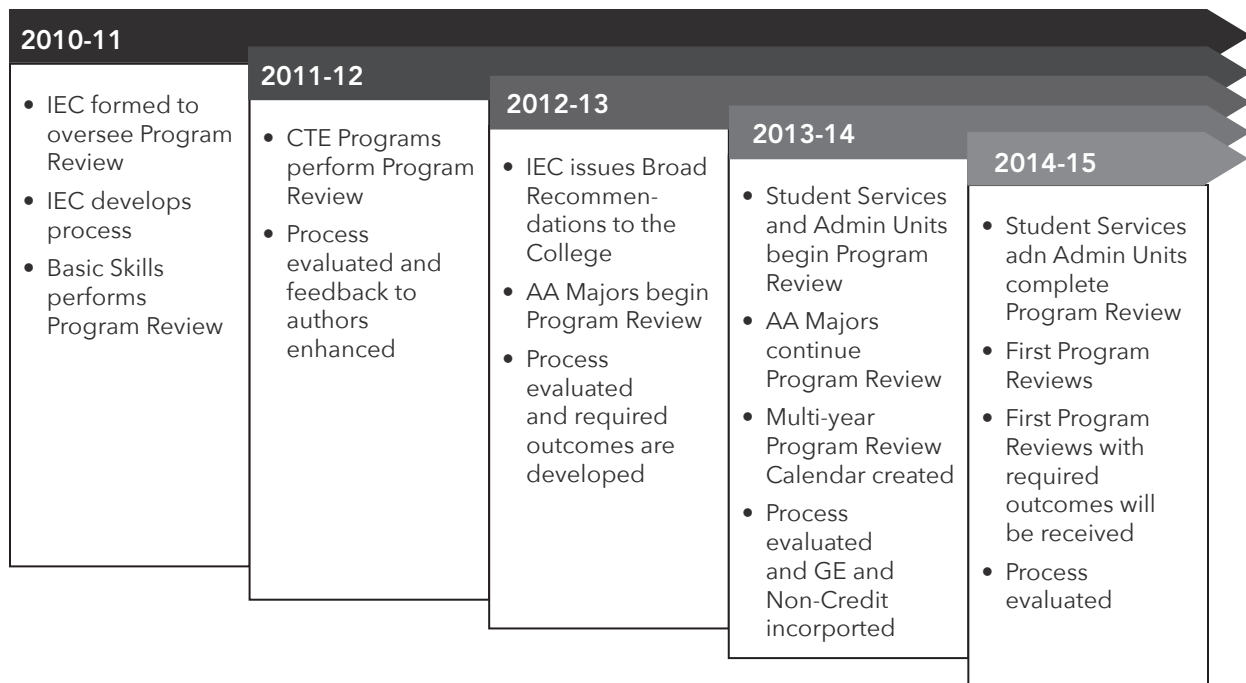 2010-11
• IEC formed to
oversee Program
Review
• IEC develops
process
• Basic Skills
performs
Program Review
2011-12
• CTE Programs
perform Program
Review
• Process
evaluated and
feedback to
authors
enhanced
2012-13
• IEC issues Broad
Recommen-
dations to the
College
• AA Majors begin
Program Review
• Process
evaluated
and required
outcomes are
developed
2013-14
• Student Services
and Admin Units
begin Program
Review
• AA Majors
continue
Program Review
• Multi-year
Program Review
Calendar created
• Process
evaluated
and GE and
Non-Credit
incorported
2014-15
• Student Services
adn Admin Units
complete
Program Review
• First Program
Reviews
• First Program
Reviews with
required
outcomes will
be received
• Process
evaluated